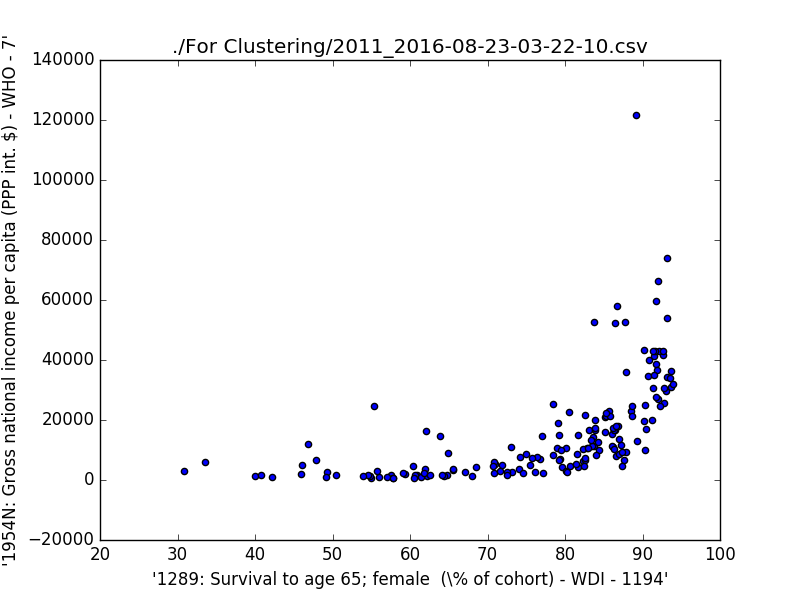 ./For Clustering/2011_2016-08-23-03-22-10.csv
'1954N: Gross national income per capita (PPP int. $) - WHO - 7'
140000
120000
100000
80000
60000
40000
20000
0
−20000
20 30 40 50 60 70 80 90 100
'1289: Survival to age 65; female  (\% of cohort) - WDI - 1194'